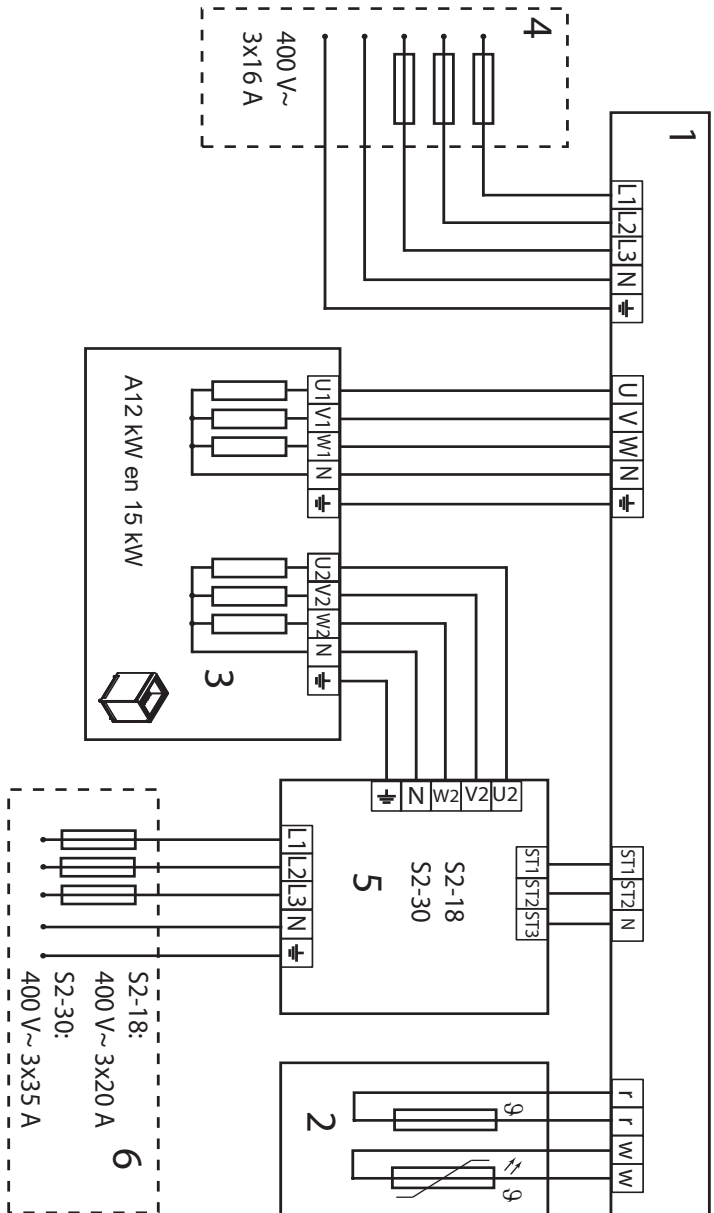 1
L1 L2 L3 N ⏚
U V W N ⏚
ST1 ST2 N
r r w w
4
400 V~
3x16 A
U1 V1 W1 N ⏚
U2 V2 W2 N ⏚
3
A12 kW en 15 kW
U2
V2
W2
N
⏚
ST1 ST2 ST3
S2-18
S2-30
5
L1 L2 L3 N ⏚
ϑ
ϑ
2
S2-18:
400 V~ 3x20 A
S2-30:
400 V~ 3x35 A
6